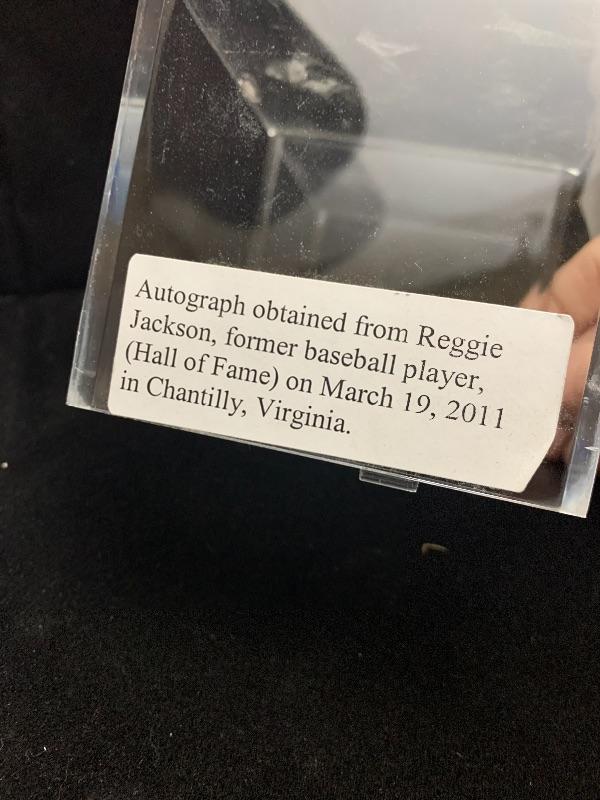 Autograph obtained from Reggie
Jackson, former baseball player,
(Hall of Fame) on March 19, 2011
in Chantilly, Virginia.